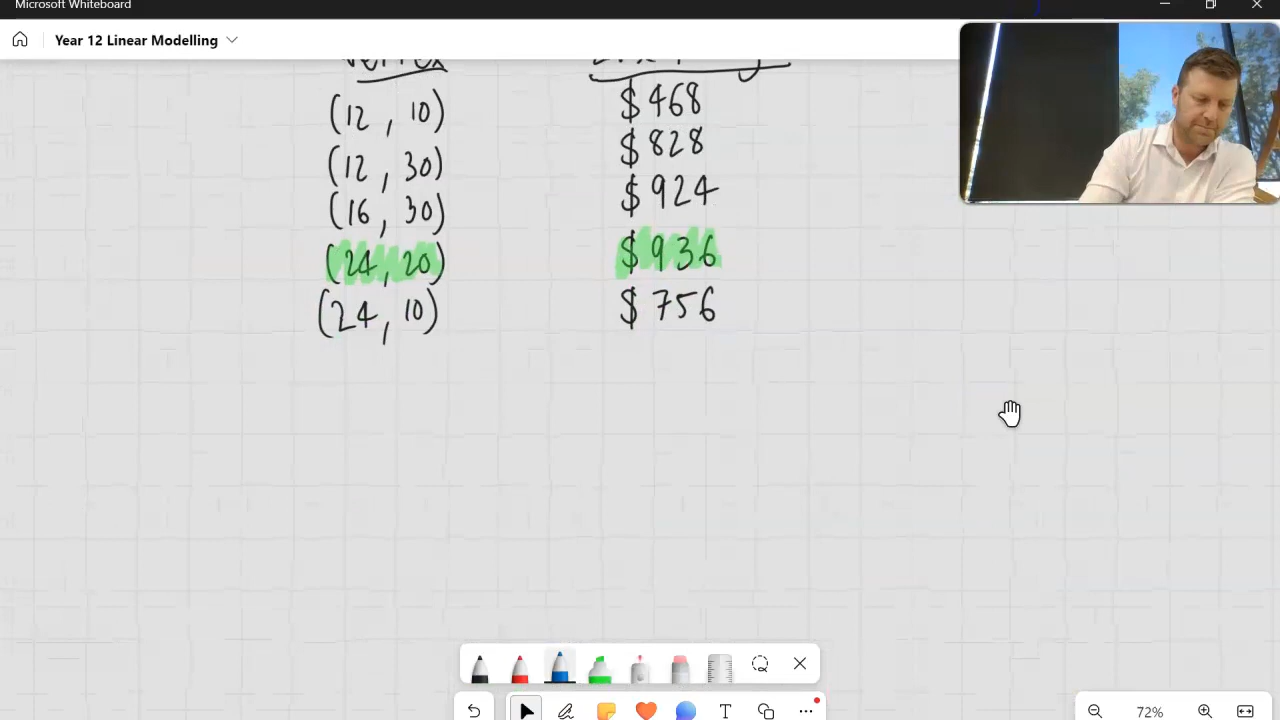 Microsoft Whiteboard
Year 12 Linear Modelling
Vertex
(12, 10) $468
(12, 30) $828
(16, 30) $924
(24, 20) $936
(24, 10) $756
72%